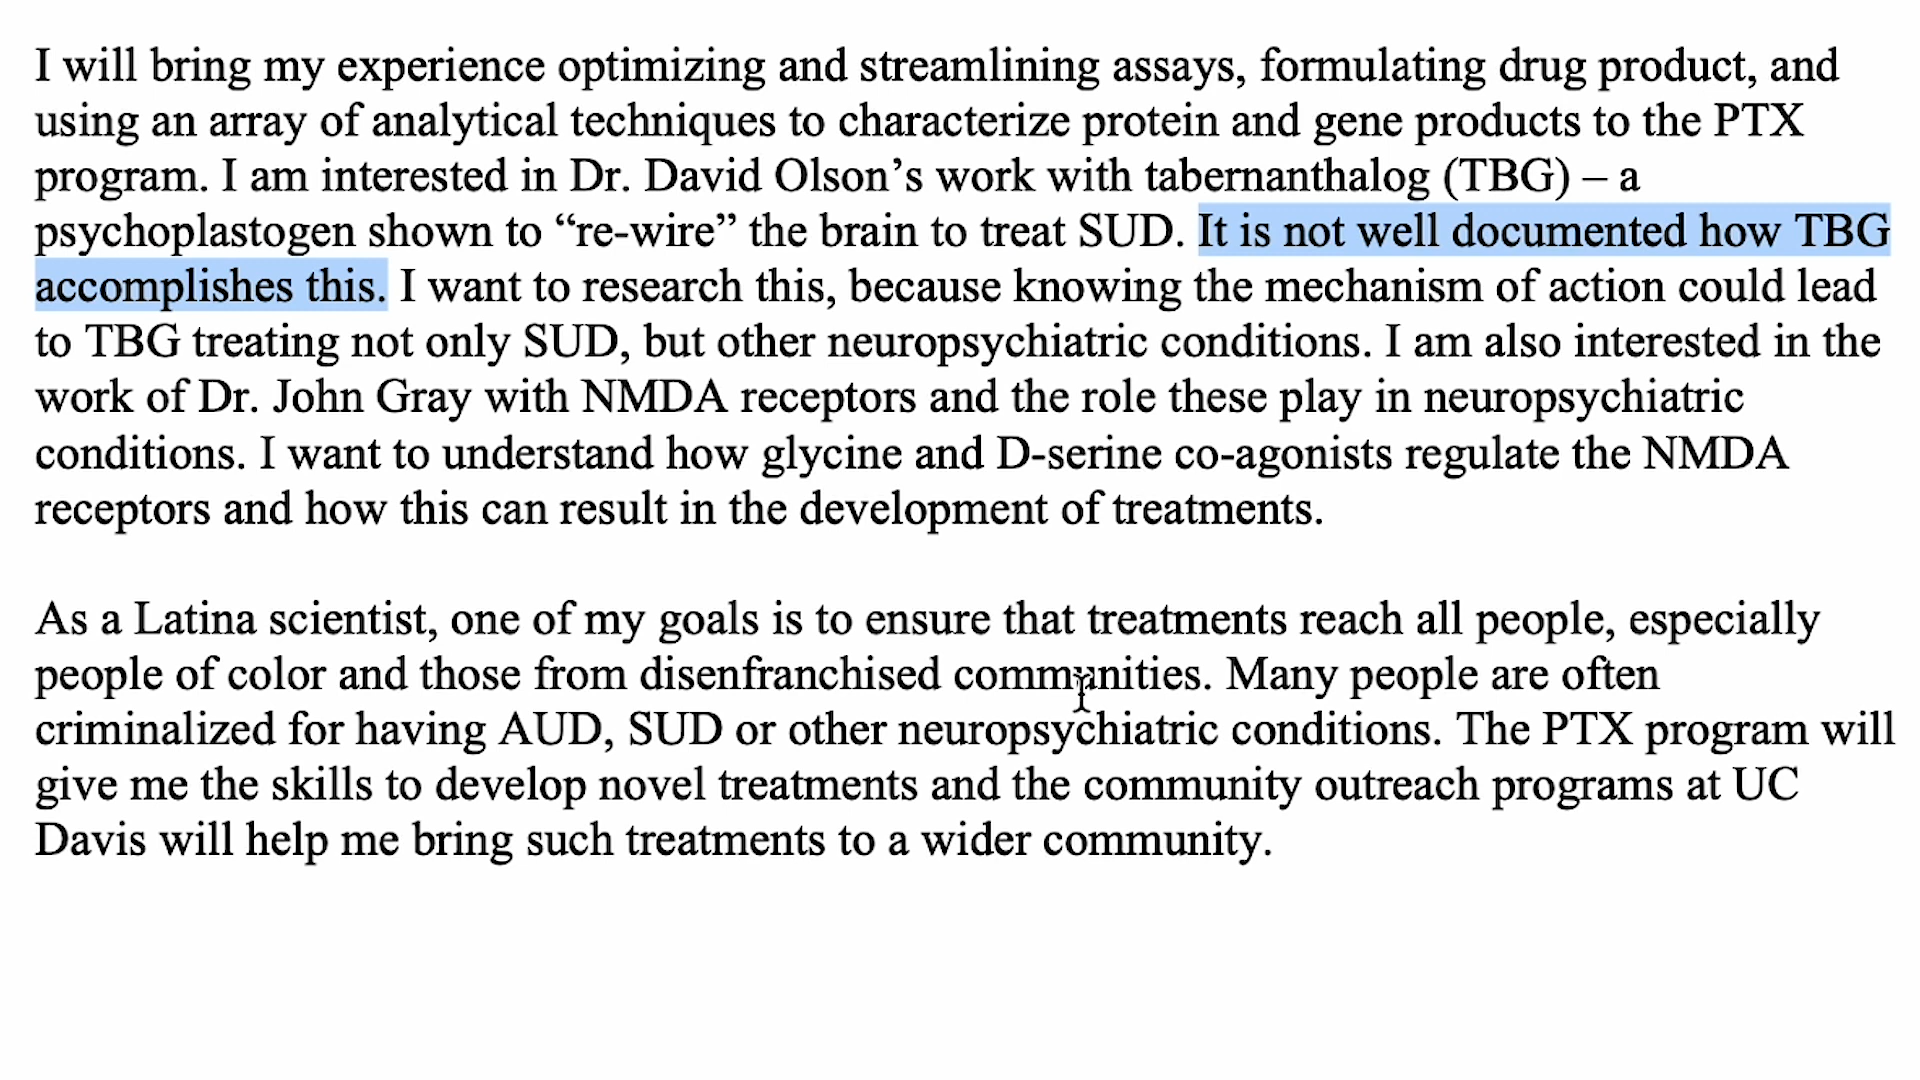 I will bring my experience optimizing and streamlining assays, formulating drug product, and
using an array of analytical techniques to characterize protein and gene products to the PTX
program. I am interested in Dr. David Olson’s work with tabernanthalog (TBG) – a
psychoplastogen shown to “re-wire” the brain to treat SUD. It is not well documented how TBG
accomplishes this. I want to research this, because knowing the mechanism of action could lead
to TBG treating not only SUD, but other neuropsychiatric conditions. I am also interested in the
work of Dr. John Gray with NMDA receptors and the role these play in neuropsychiatric
conditions. I want to understand how glycine and D-serine co-agonists regulate the NMDA
receptors and how this can result in the development of treatments.
As a Latina scientist, one of my goals is to ensure that treatments reach all people, especially
people of color and those from disenfranchised communities. Many people are often
criminalized for having AUD, SUD or other neuropsychiatric conditions. The PTX program will
give me the skills to develop novel treatments and the community outreach programs at UC
Davis will help me bring such treatments to a wider community.